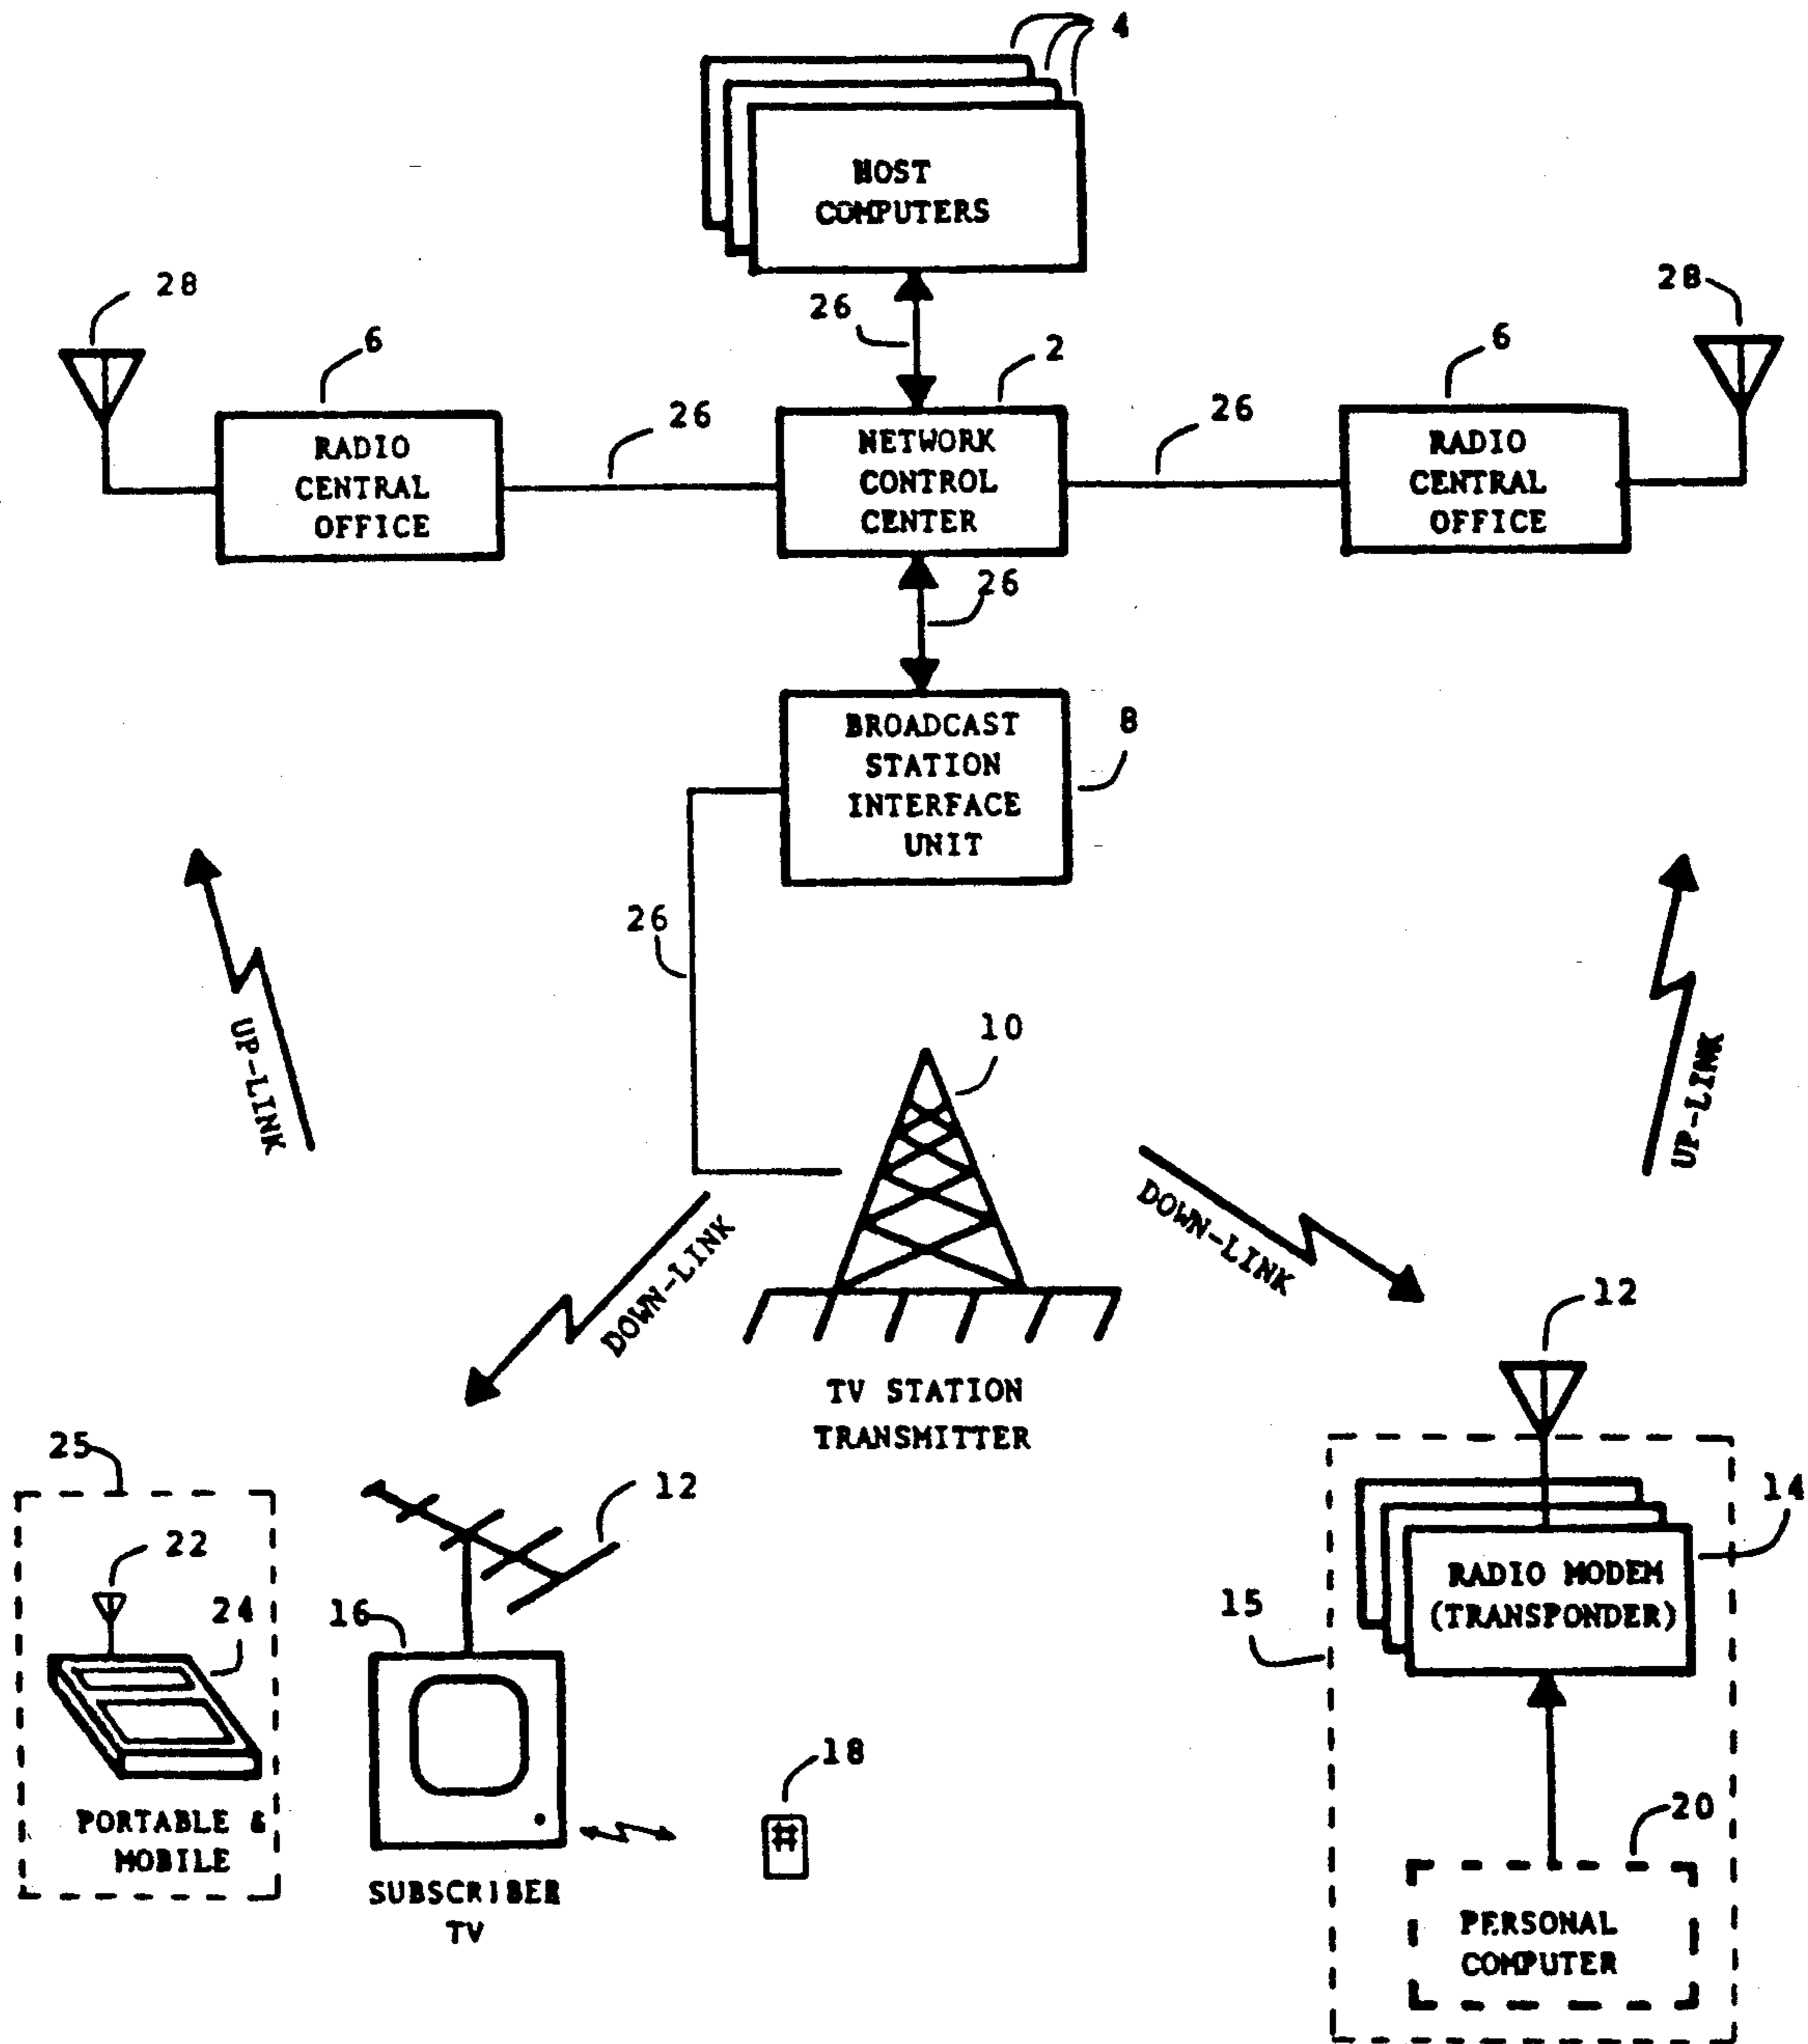 4
HOST
COMPUTERS
28
28
26
6
2
6
26
26
RADIO
CENTRAL
OFFICE
NETWORK
CONTROL
CENTER
RADIO
CENTRAL
OFFICE
26
BROADCAST
STATION
INTERFACE
UNIT
8
26
10
UP-LINK
UP-LINK
DOWN-LINK
DOWN-LINK
12
TV STATION
TRANSMITTER
25
12
14
22
24
16
RADIO MODEM
(TRANSPONDER)
15
18
20
PORTABLE &
MOBILE
SUBSCRIBER
TV
PERSONAL
COMPUTER
#